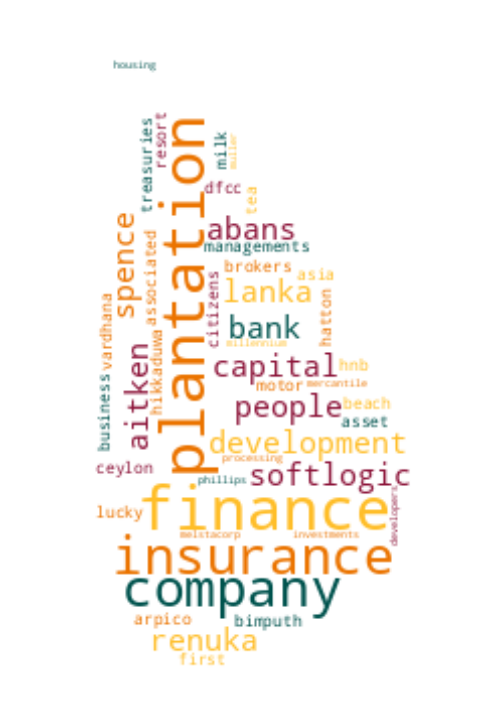 housing
plantation
treasuries
resort
milk
muller
dfcc
tea
spence
abans
managements
associated
brokers
asia
citizens
lanka
vardhana
hatton
bank
millennium
hikkaduwa
aitken
capital
hnb
motor
mercantile
business
people
beach
asset
development
processing
ceylon
softlogic
phillips
finance
lucky
developers
melstacorp
investments
insurance
company
arpico
bimputh
renuka
first